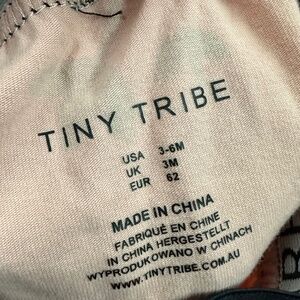 TINY TRIBE
USA 3-6M
UK 3M
EUR 62
MADE IN CHINA
FABRIQUÉ EN CHINE
IN CHINA HERGESTELLT
WYPRODUKOWANO W CHINACH
WWW.TINYTRIBE.COM.AU